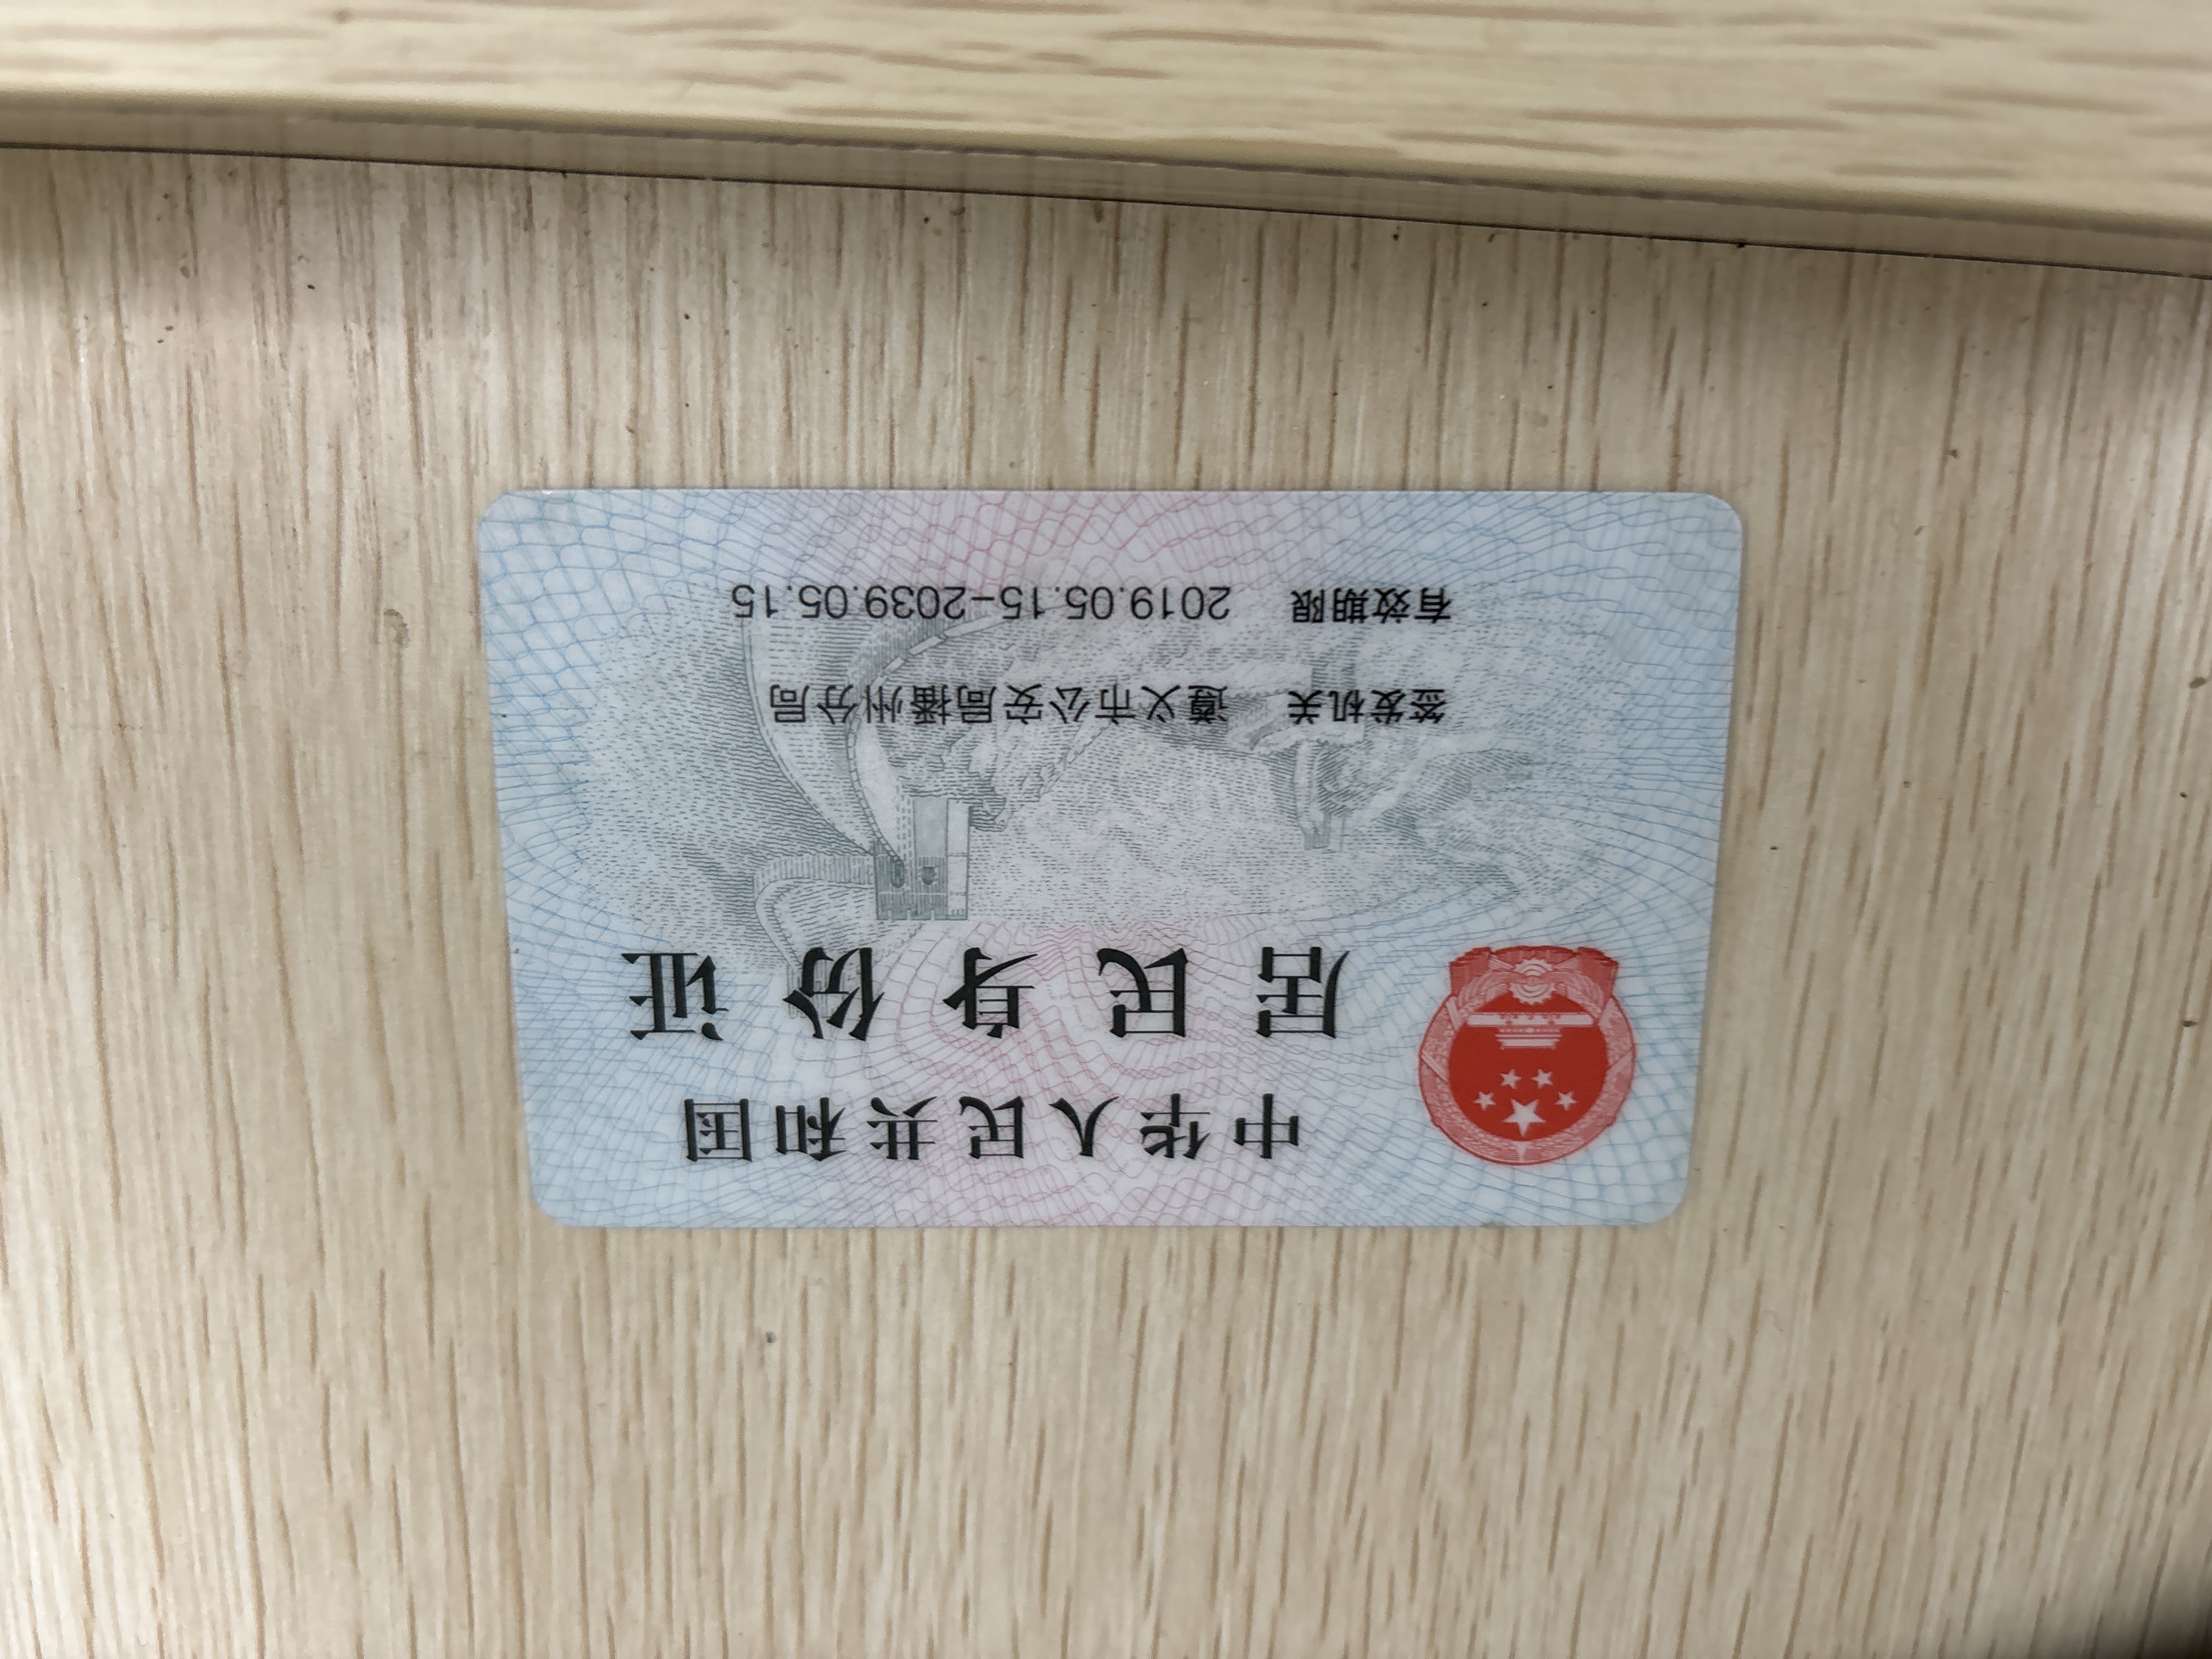 中华人民共和国
居民身份证
签发机关 遵义市公安局播州分局
有效期限 2019.05.15-2039.05.15